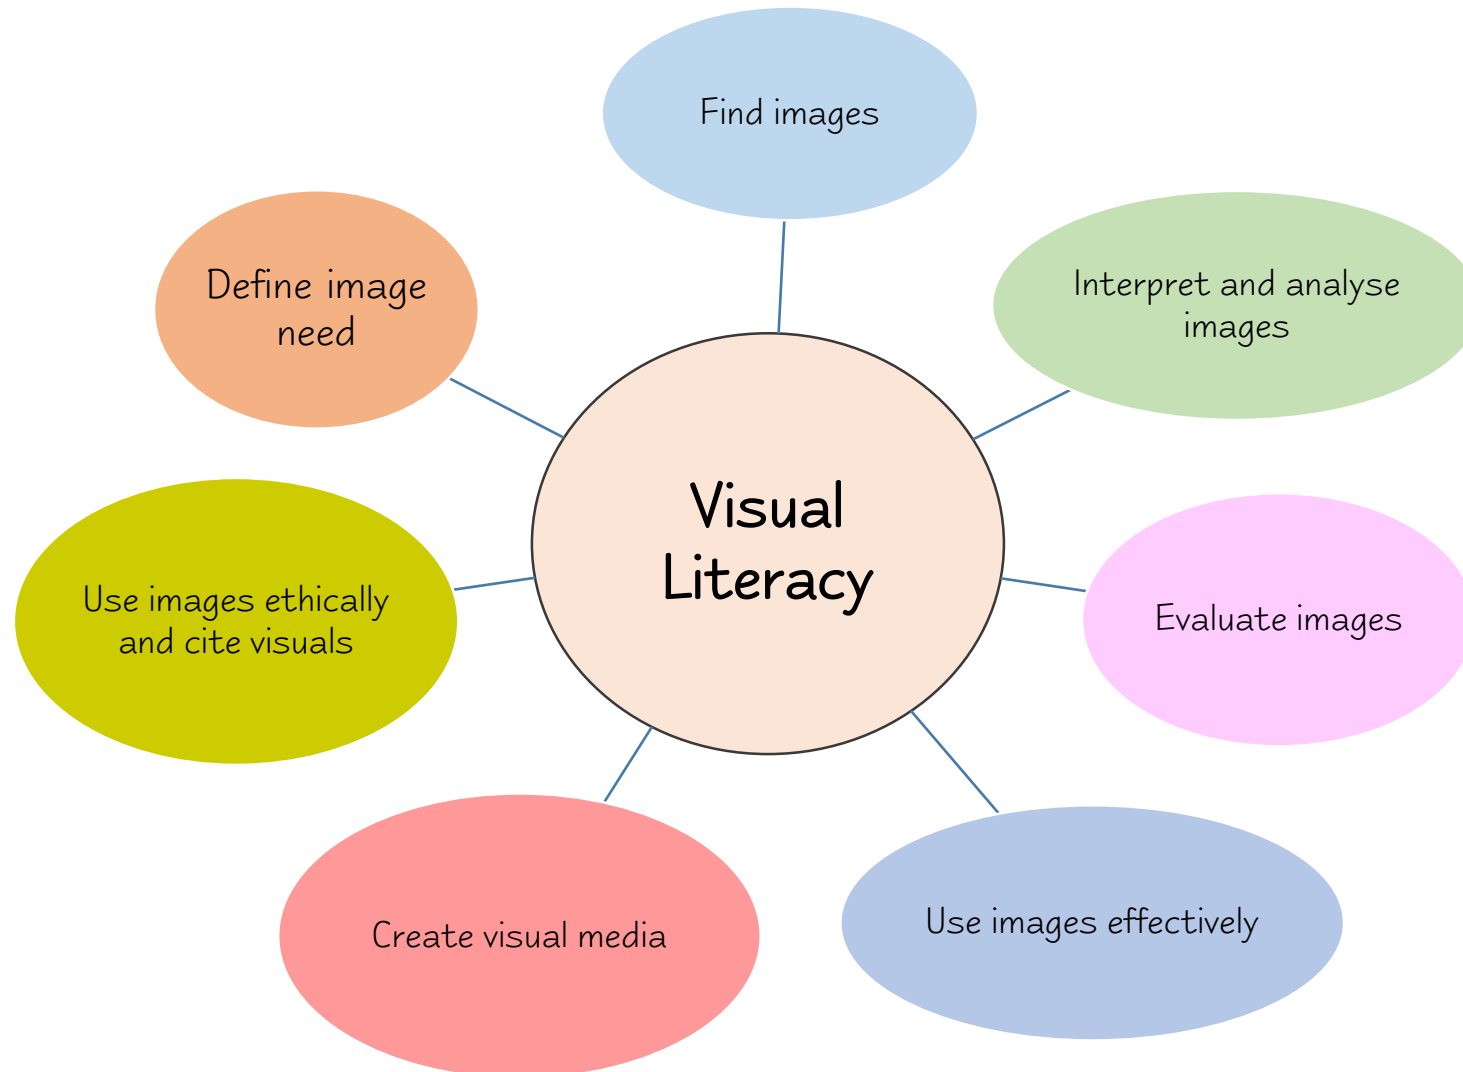 Find images
Define image
need
Interpret and analyse
images
Visual
Literacy
Use images ethically
and cite visuals
Evaluate images
Create visual media
Use images effectively